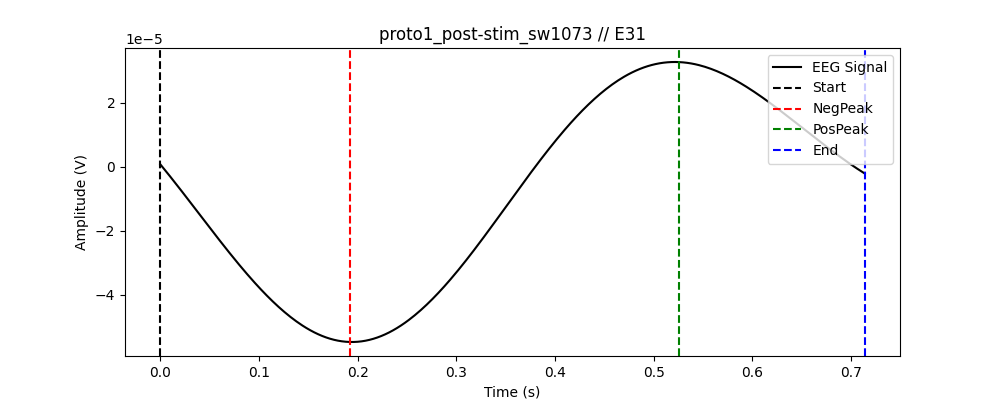 proto1_post-stim_sw1073 // E31
1e−5
EEG Signal
Start
NegPeak
PosPeak
End
2
0
−2
−4
Amplitude (V)
0.0 0.1 0.2 0.3 0.4 0.5 0.6 0.7
Time (s)